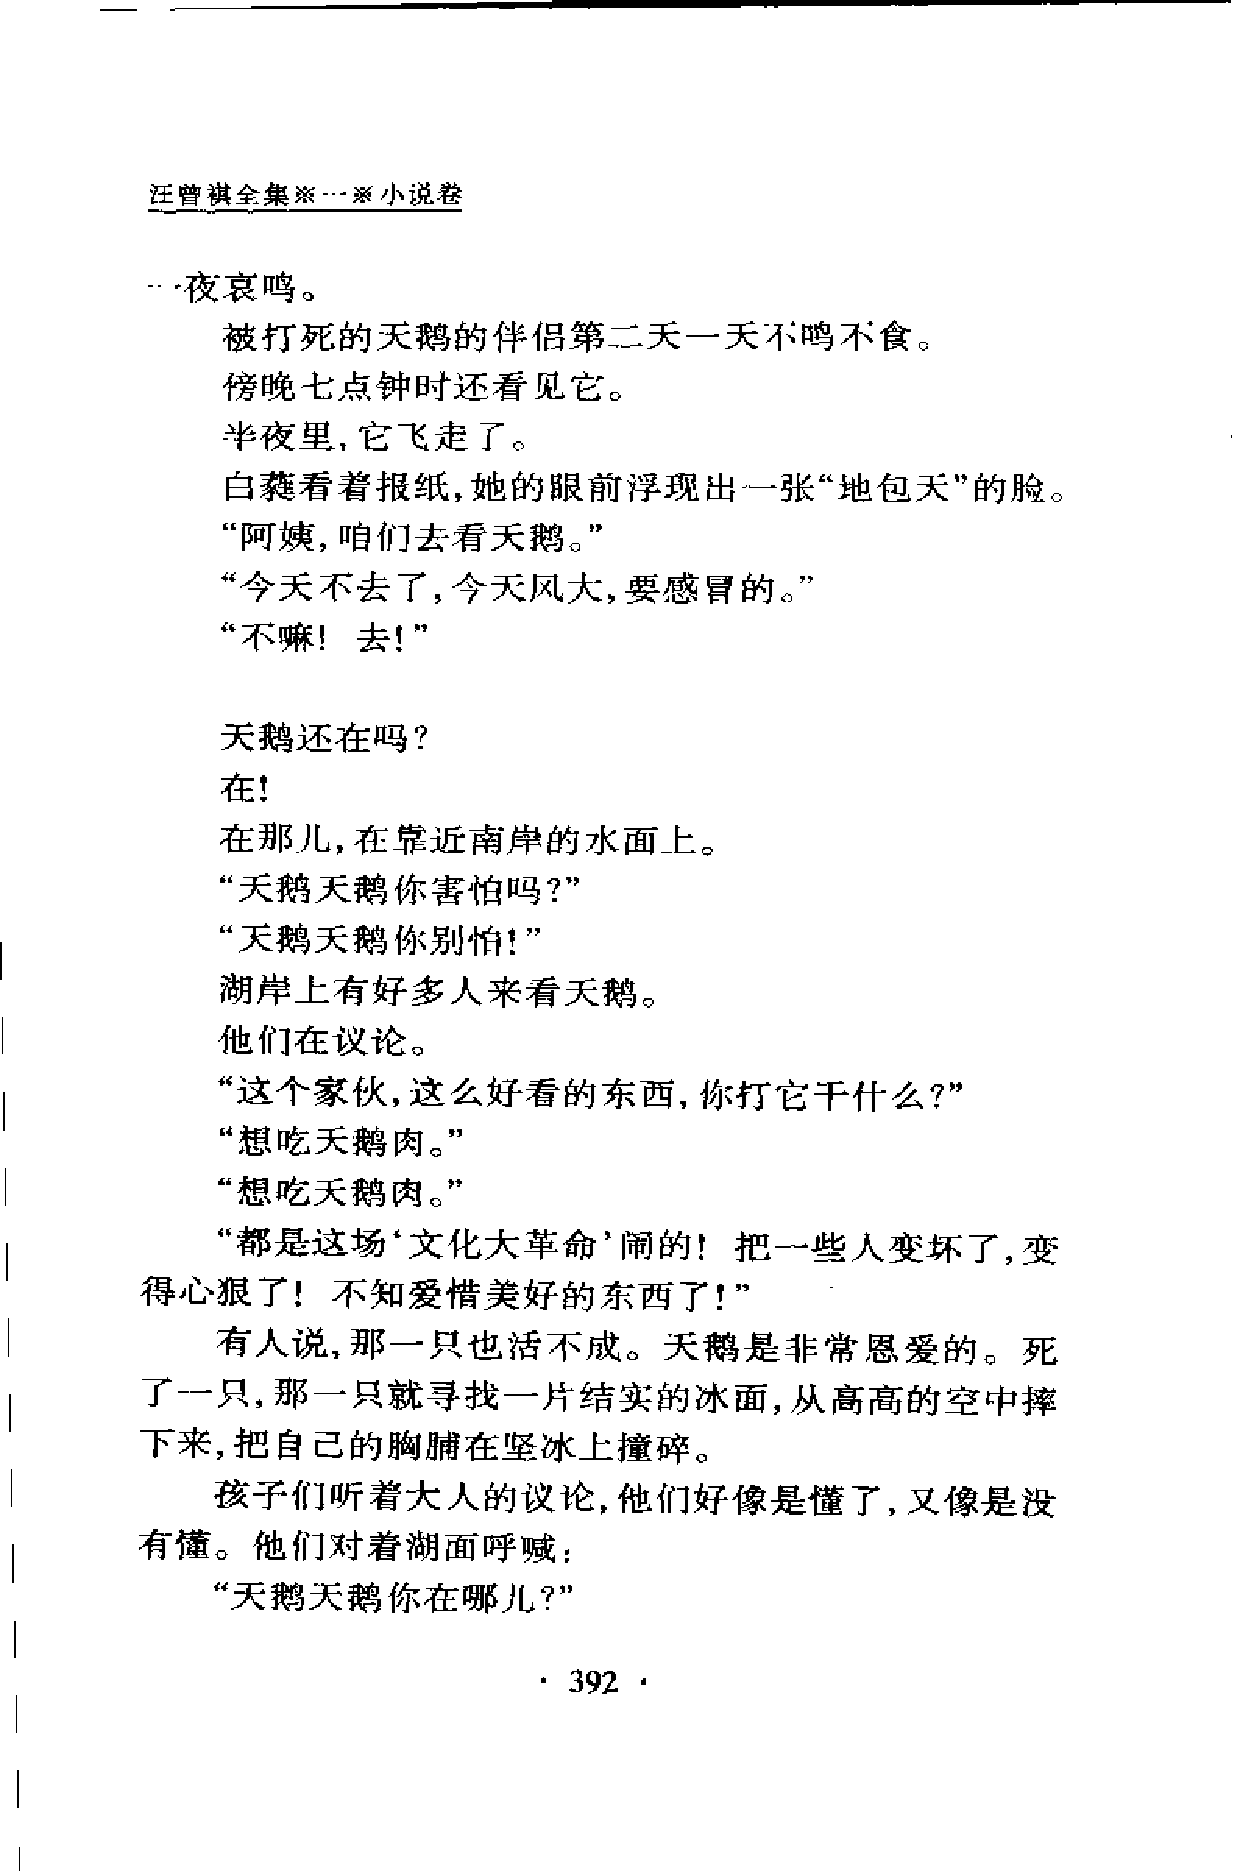 汪曾祺全集※一※小说卷
一夜哀鸣。
被打死的天鹅的伴侣第二天一天不鸣不食。
傍晚七点钟时还看见它。
半夜里,它飞走了。
白蕤看着报纸,她的眼前浮现出一张“地包天”的脸。
“阿姨,咱们去看天鹅。”
“今天不去了,今天风大,要感冒的。”
“不嘛! 去!”
天鹅还在吗?
在!
在那儿,在靠近南岸的水面上。
“天鹅天鹅你害怕吗?”
“天鹅天鹅你别怕!”
湖岸上有好多人来看天鹅。
他们在议论。
“这个家伙,这么好看的东西,你打它干什么?”
“想吃天鹅肉。”
“想吃天鹅肉。”
“都是这场‘文化大革命’闹的! 把一些人变坏了,变
得心狠了! 不知爱惜美好的东西了!”
有人说,那一只也活不成。天鹅是非常恩爱的。死
了一只,那一只就寻找一片结实的冰面,从高高的空中摔
下来,把自己的胸脯在坚冰上撞碎。
孩子们听着大人的议论,他们好像是懂了,又像是没
有懂。他们对着湖面呼喊:
“天鹅天鹅你在哪儿?”
· 392 ·